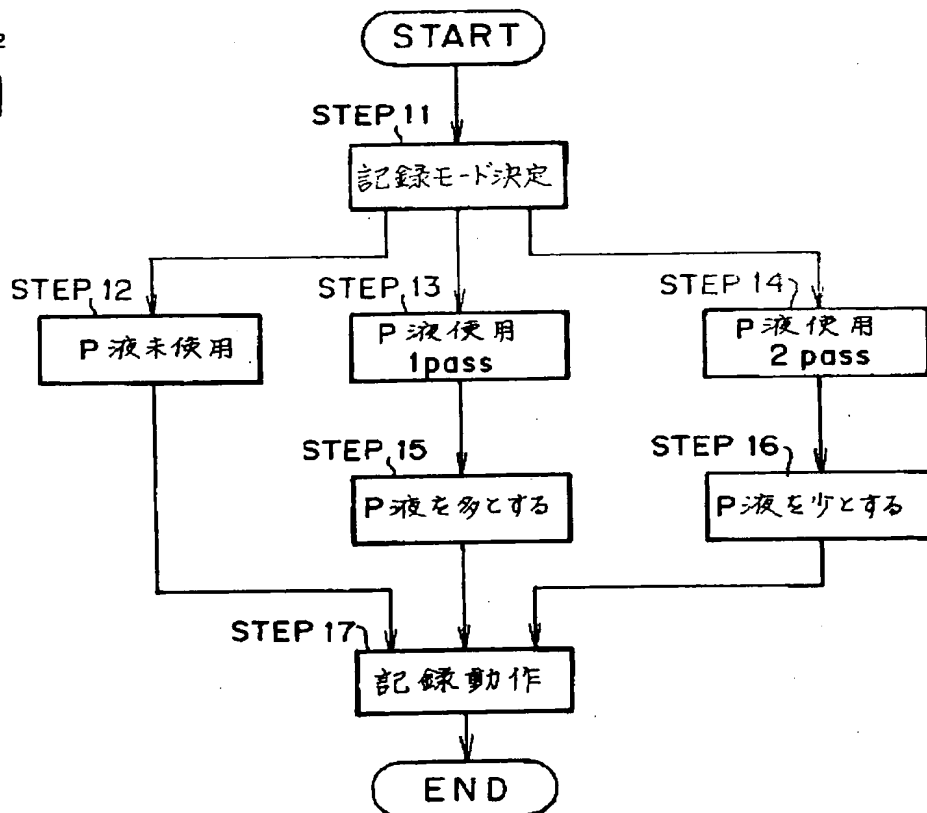 2
START
STEP 11
記録モード決定
STEP 12
P液未使用
STEP 13
P液使用
1pass
STEP 14
P液使用
2 pass
STEP 15
P液を多とする
STEP 16
P液を少とする
STEP 17
記録動作
END